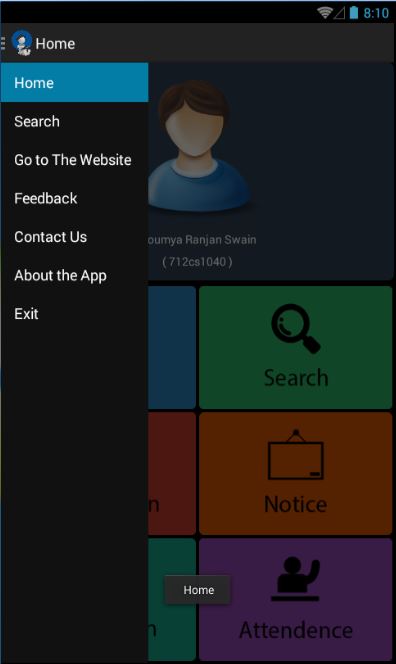 8:10
Home
Home
Search
Go to The Website
Feedback
Contact Us
About the App
Exit
oumya Ranjan Swain
( 712cs1040 )
Search
n
Notice
n
Attendence
Home